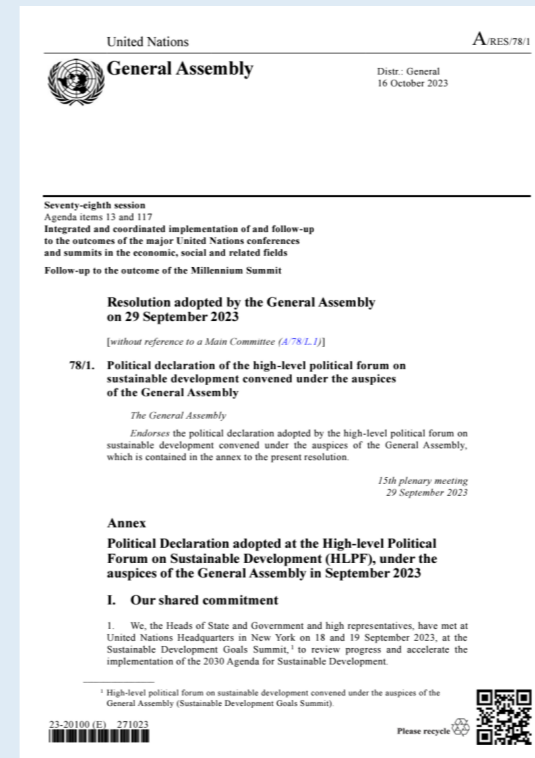 United Nations
A/RES/78/1
General Assembly
Distr.: General
16 October 2023
Seventy-eighth session
Agenda items 13 and 117
Integrated and coordinated implementation of and follow-up
to the outcomes of the major United Nations conferences
and summits in the economic, social and related fields
Follow-up to the outcome of the Millennium Summit
Resolution adopted by the General Assembly
on 29 September 2023
[without reference to a Main Committee (A/78/L.1)]
78/1. Political declaration of the high-level political forum on
sustainable development convened under the auspices
of the General Assembly
The General Assembly
Endorses the political declaration adopted by the high-level political forum on
sustainable development convened under the auspices of the General Assembly,
which is contained in the annex to the present resolution.
15th plenary meeting
29 September 2023
Annex
Political Declaration adopted at the High-level Political
Forum on Sustainable Development (HLPF), under the
auspices of the General Assembly in September 2023
I. Our shared commitment
1. We, the Heads of State and Government and high representatives, have met at
United Nations Headquarters in New York on 18 and 19 September 2023, at the
Sustainable Development Goals Summit,¹ to review progress and accelerate the
implementation of the 2030 Agenda for Sustainable Development.
¹ High-level political forum on sustainable development convened under the auspices of the
General Assembly (Sustainable Development Goals Summit).
23-20100 (E) 271023
Please recycle